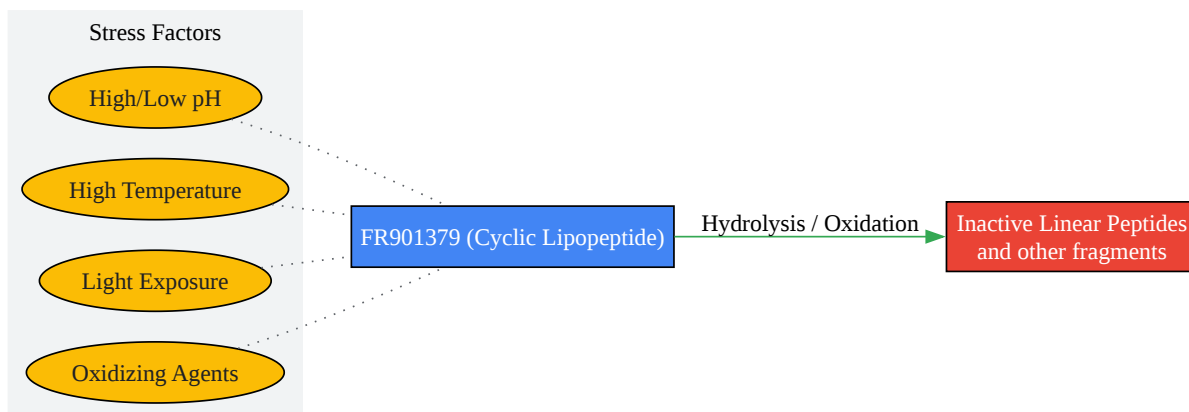 Stress Factors
High/Low pH
High Temperature
Light Exposure
Oxidizing Agents
FR901379 (Cyclic Lipopeptide)
Hydrolysis / Oxidation
Inactive Linear Peptides
and other fragments